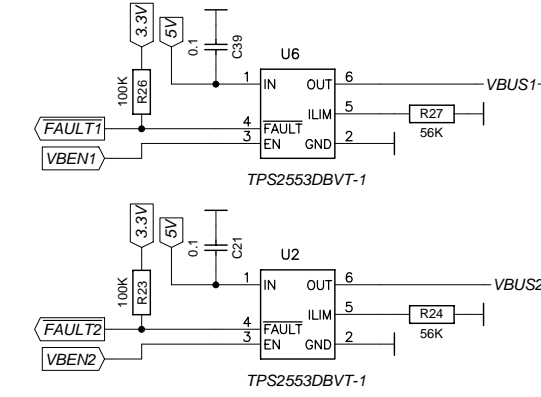 3.3V
5V
0.1
C39
U6
100K
R26
1
IN
OUT
6
VBUS1
ILIM
5
R27
56K
FAULT1
4
FAULT
VBEN1
3
EN
GND
2
TPS2553DBVT-1
3.3V
5V
0.1
C21
U2
100K
R23
1
IN
OUT
6
VBUS2
ILIM
5
R24
56K
FAULT2
4
FAULT
VBEN2
3
EN
GND
2
TPS2553DBVT-1